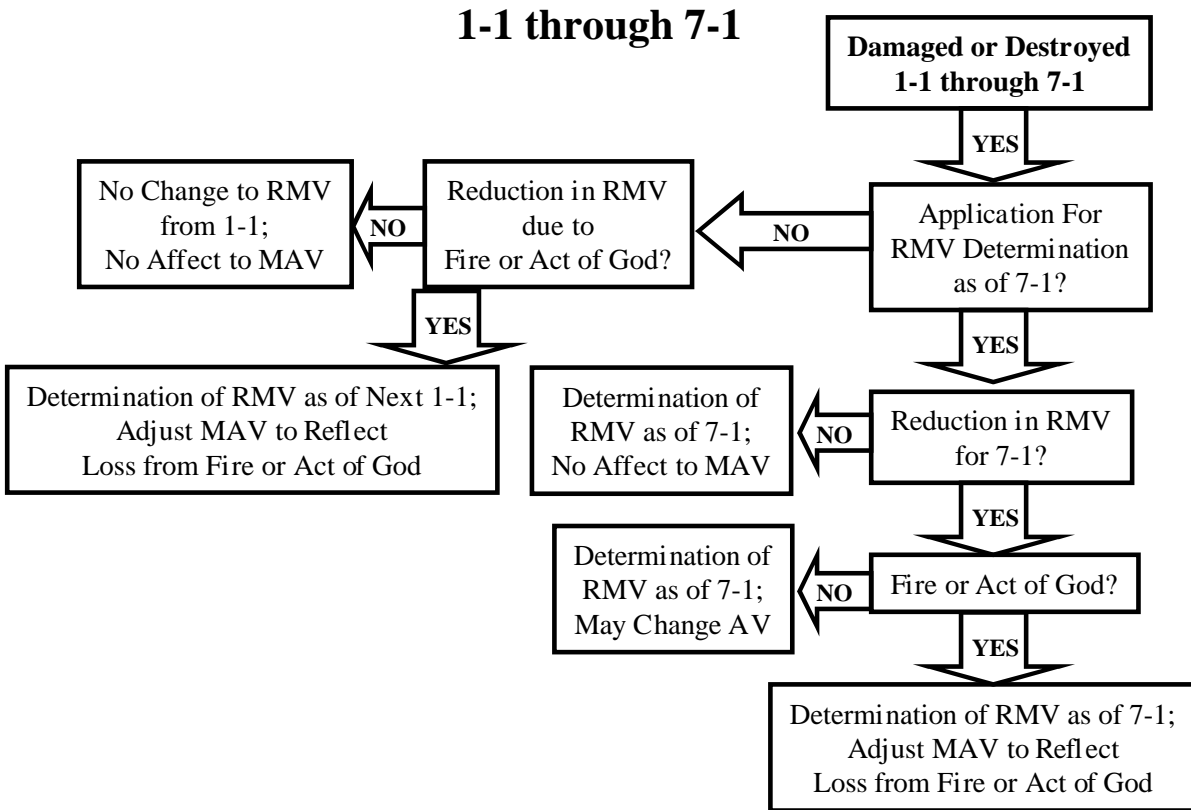 1-1 through 7-1
Damaged or Destroyed
1-1 through 7-1
YES
Application For
RMV Determination
as of 7-1?
NO
Reduction in RMV
due to
Fire or Act of God?
NO
No Change to RMV
from 1-1;
No Affect to MAV
YES
Determination of RMV as of Next 1-1;
Adjust MAV to Reflect
Loss from Fire or Act of God
YES
Reduction in RMV
for 7-1?
NO
Determination of
RMV as of 7-1;
No Affect to MAV
YES
Fire or Act of God?
NO
Determination of
RMV as of 7-1;
May Change AV
YES
Determination of RMV as of 7-1;
Adjust MAV to Reflect
Loss from Fire or Act of God